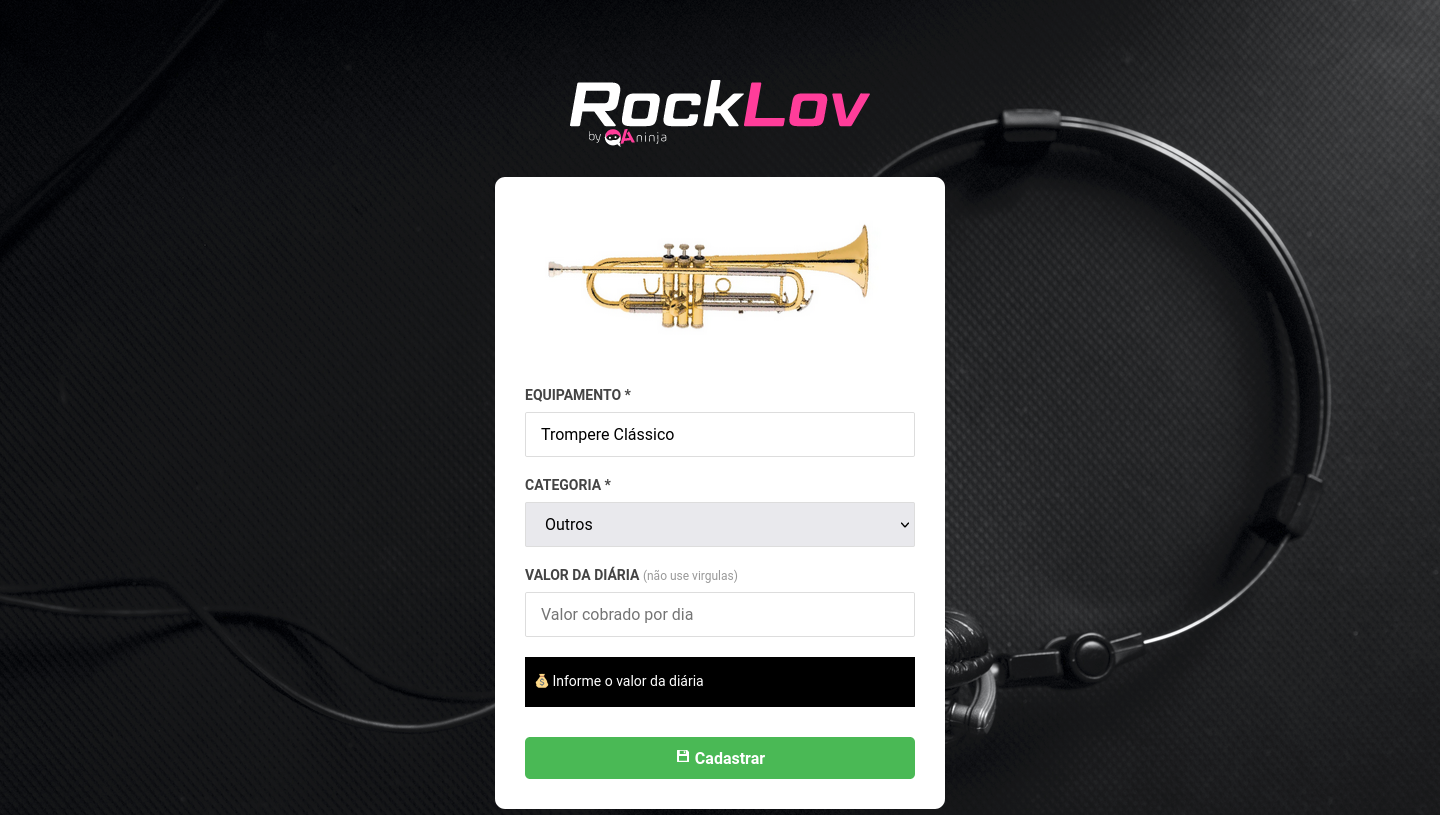 RockLov
by QAninja
EQUIPAMENTO *
Trompere Clássico
CATEGORIA *
Outros
VALOR DA DIÁRIA (não use virgulas)
Valor cobrado por dia
Informe o valor da diária
Cadastrar